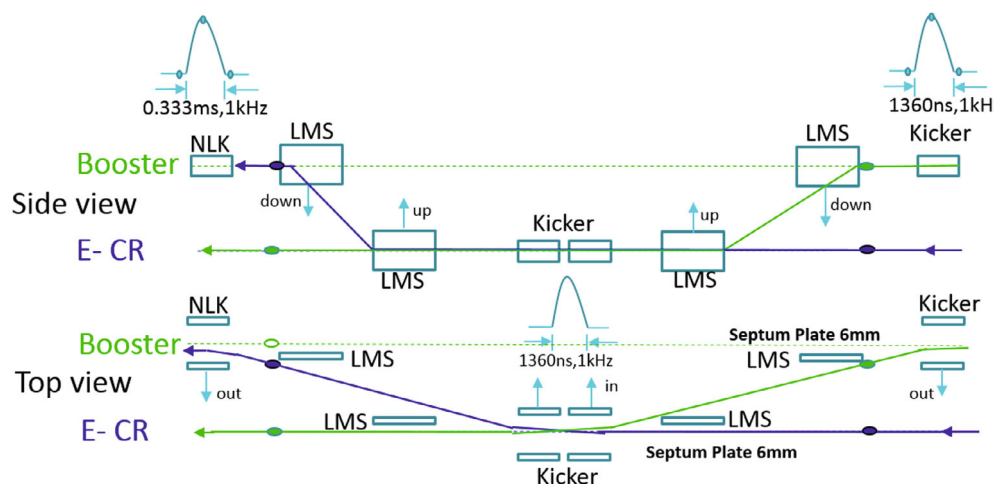 0.333ms,1kHz
1360ns,1kH
NLK
LMS
LMS
Kicker
Booster
down
down
Side view
up
up
Kicker
E- CR
LMS
LMS
NLK
Kicker
Septum Plate 6mm
Booster
LMS
1360ns,1kHz
LMS
Top view
out
in
out
LMS
LMS
E- CR
Septum Plate 6mm
Kicker